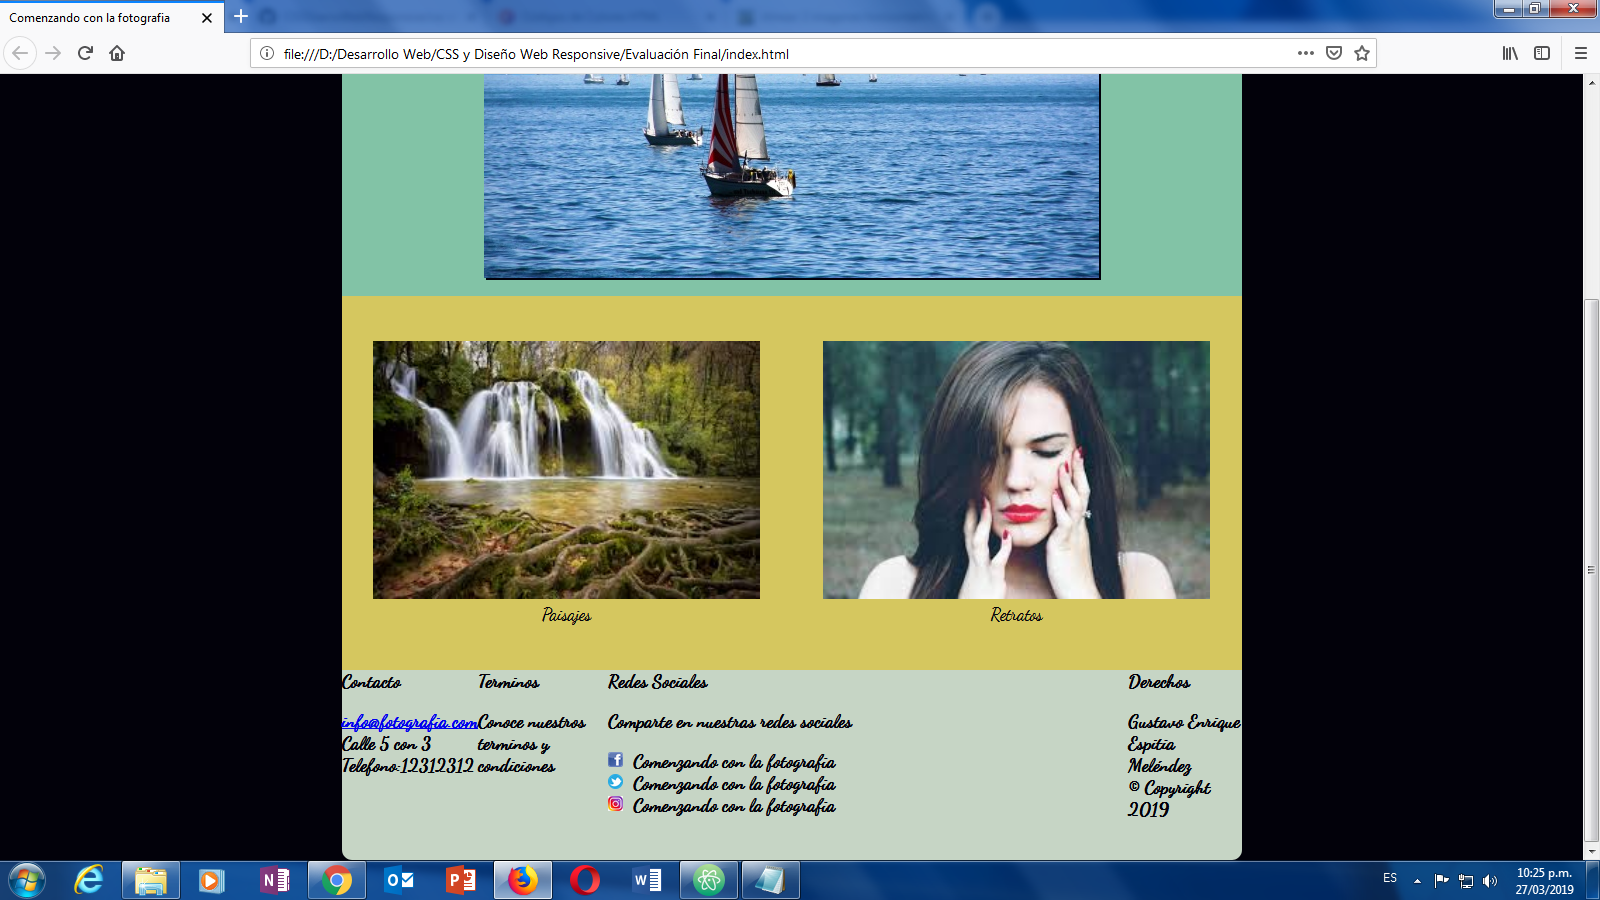 Comenzando con la fotografia
file:///D:/Desarrollo Web/CSS y Diseño Web Responsive/Evaluación Final/index.html
Paisajes
Retratos
Contacto
info@fotografia.com
Calle 5 con 3
Telefono:12312312
Terminos
Conoce nuestros
terminos y
condiciones
Redes Sociales
Comparte en nuestras redes sociales
Comenzando con la fotografia
Comenzando con la fotografia
Comenzando con la fotografia
Derechos
Gustavo Enrique
Espitia
Meléndez
© Copyright
2019
ES
10:25 p.m.
27/03/2019